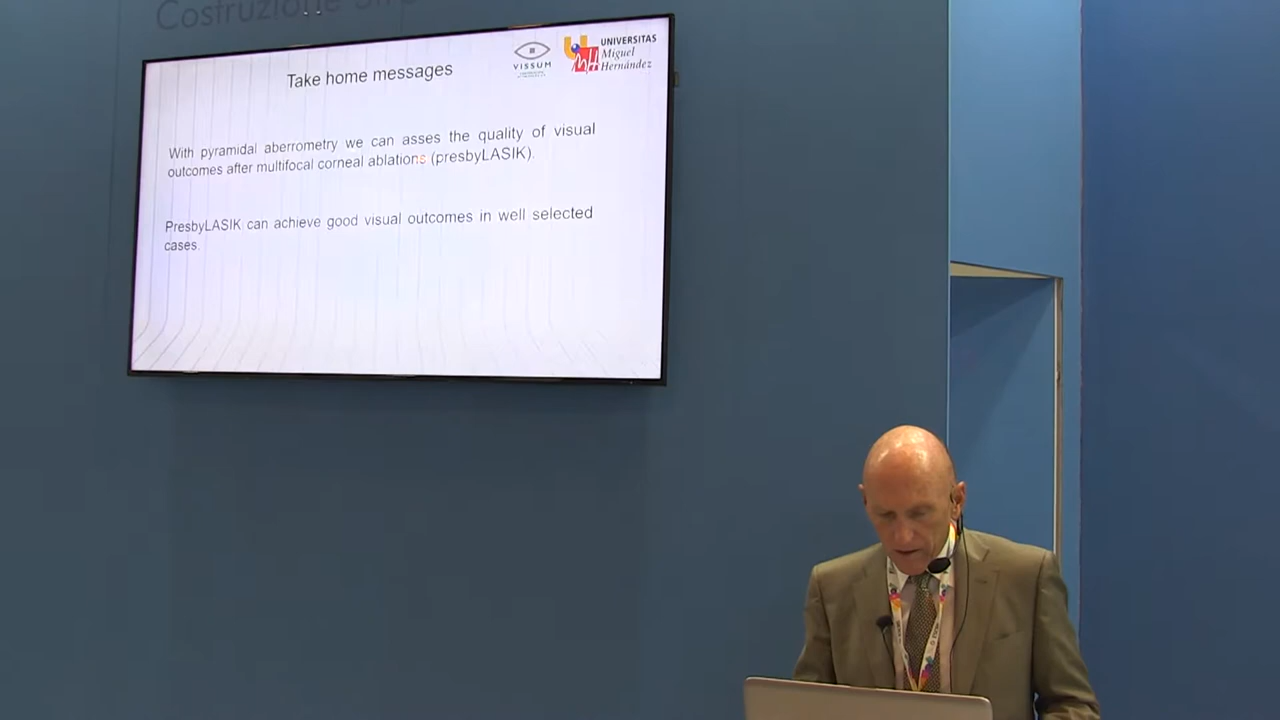 Costruzione
Take home messages
VISSUM
UNIVERSITAS
Miguel
Hernández
With pyramidal aberrometry we can asses the quality of visual
outcomes after multifocal corneal ablations (presbyLASIK).
PresbyLASIK can achieve good visual outcomes in well selected
cases.